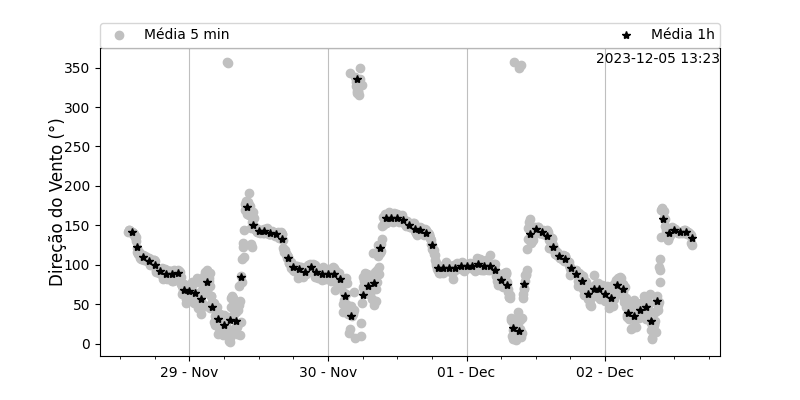 Média 5 min
Média 1h
2023-12-05 13:23
Direção do Vento (°)
350
300
250
200
150
100
50
0
29 - Nov
30 - Nov
01 - Dec
02 - Dec